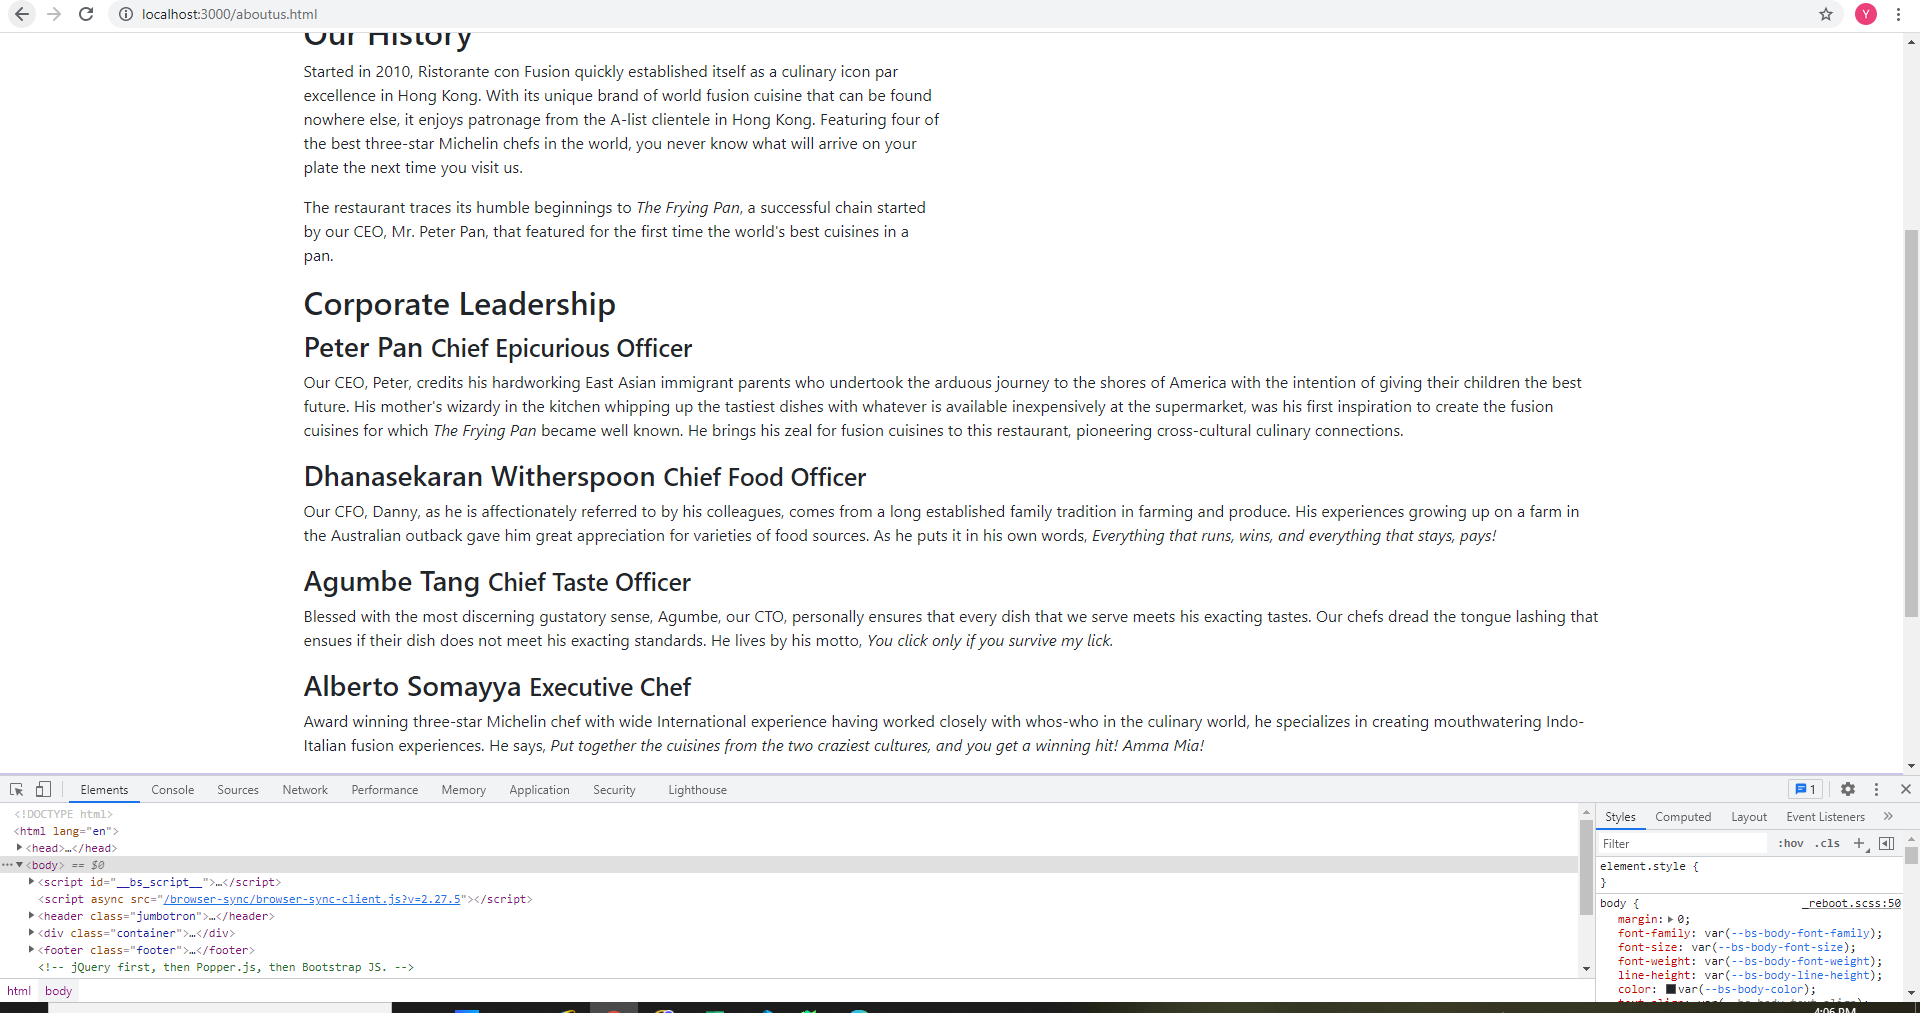 localhost:3000/aboutus.html
Y
Our History
Started in 2010, Ristorante con Fusion quickly established itself as a culinary icon par
excellence in Hong Kong. With its unique brand of world fusion cuisine that can be found
nowhere else, it enjoys patronage from the A-list clientele in Hong Kong. Featuring four of
the best three-star Michelin chefs in the world, you never know what will arrive on your
plate the next time you visit us.
The restaurant traces its humble beginnings to The Frying Pan, a successful chain started
by our CEO, Mr. Peter Pan, that featured for the first time the world's best cuisines in a
pan.
Corporate Leadership
Peter Pan Chief Epicurious Officer
Our CEO, Peter, credits his hardworking East Asian immigrant parents who undertook the arduous journey to the shores of America with the intention of giving their children the best
future. His mother's wizardy in the kitchen whipping up the tastiest dishes with whatever is available inexpensively at the supermarket, was his first inspiration to create the fusion
cuisines for which The Frying Pan became well known. He brings his zeal for fusion cuisines to this restaurant, pioneering cross-cultural culinary connections.
Dhanasekaran Witherspoon Chief Food Officer
Our CFO, Danny, as he is affectionately referred to by his colleagues, comes from a long established family tradition in farming and produce. His experiences growing up on a farm in
the Australian outback gave him great appreciation for varieties of food sources. As he puts it in his own words, Everything that runs, wins, and everything that stays, pays!
Agumbe Tang Chief Taste Officer
Blessed with the most discerning gustatory sense, Agumbe, our CTO, personally ensures that every dish that we serve meets his exacting tastes. Our chefs dread the tongue lashing that
ensues if their dish does not meet his exacting standards. He lives by his motto, You click only if you survive my lick.
Alberto Somayya Executive Chef
Award winning three-star Michelin chef with wide International experience having worked closely with whos-who in the culinary world, he specializes in creating mouthwatering Indo-
Italian fusion experiences. He says, Put together the cuisines from the two craziest cultures, and you get a winning hit! Amma Mia!
Elements Console Sources Network Performance Memory Application Security Lighthouse 1
<!DOCTYPE html>
<html lang="en">
<head>…</head>
<body> == $0
<script id="__bs_script__">…</script>
<script async src="/browser-sync/browser-sync-client.js?v=2.27.5"></script>
<header class="jumbotron">…</header>
<div class="container">…</div>
<footer class="footer">…</footer>
<!-- jQuery first, then Popper.js, then Bootstrap JS. -->
html body
Styles Computed Layout Event Listeners »
Filter :hov .cls +
element.style {
}
body { _reboot.scss:50
margin: 0;
font-family: var(--bs-body-font-family);
font-size: var(--bs-body-font-size);
font-weight: var(--bs-body-font-weight);
line-height: var(--bs-body-line-height);
color: var(--bs-body-color);
text-align: var(--bs-body-text-align);
4:06 PM